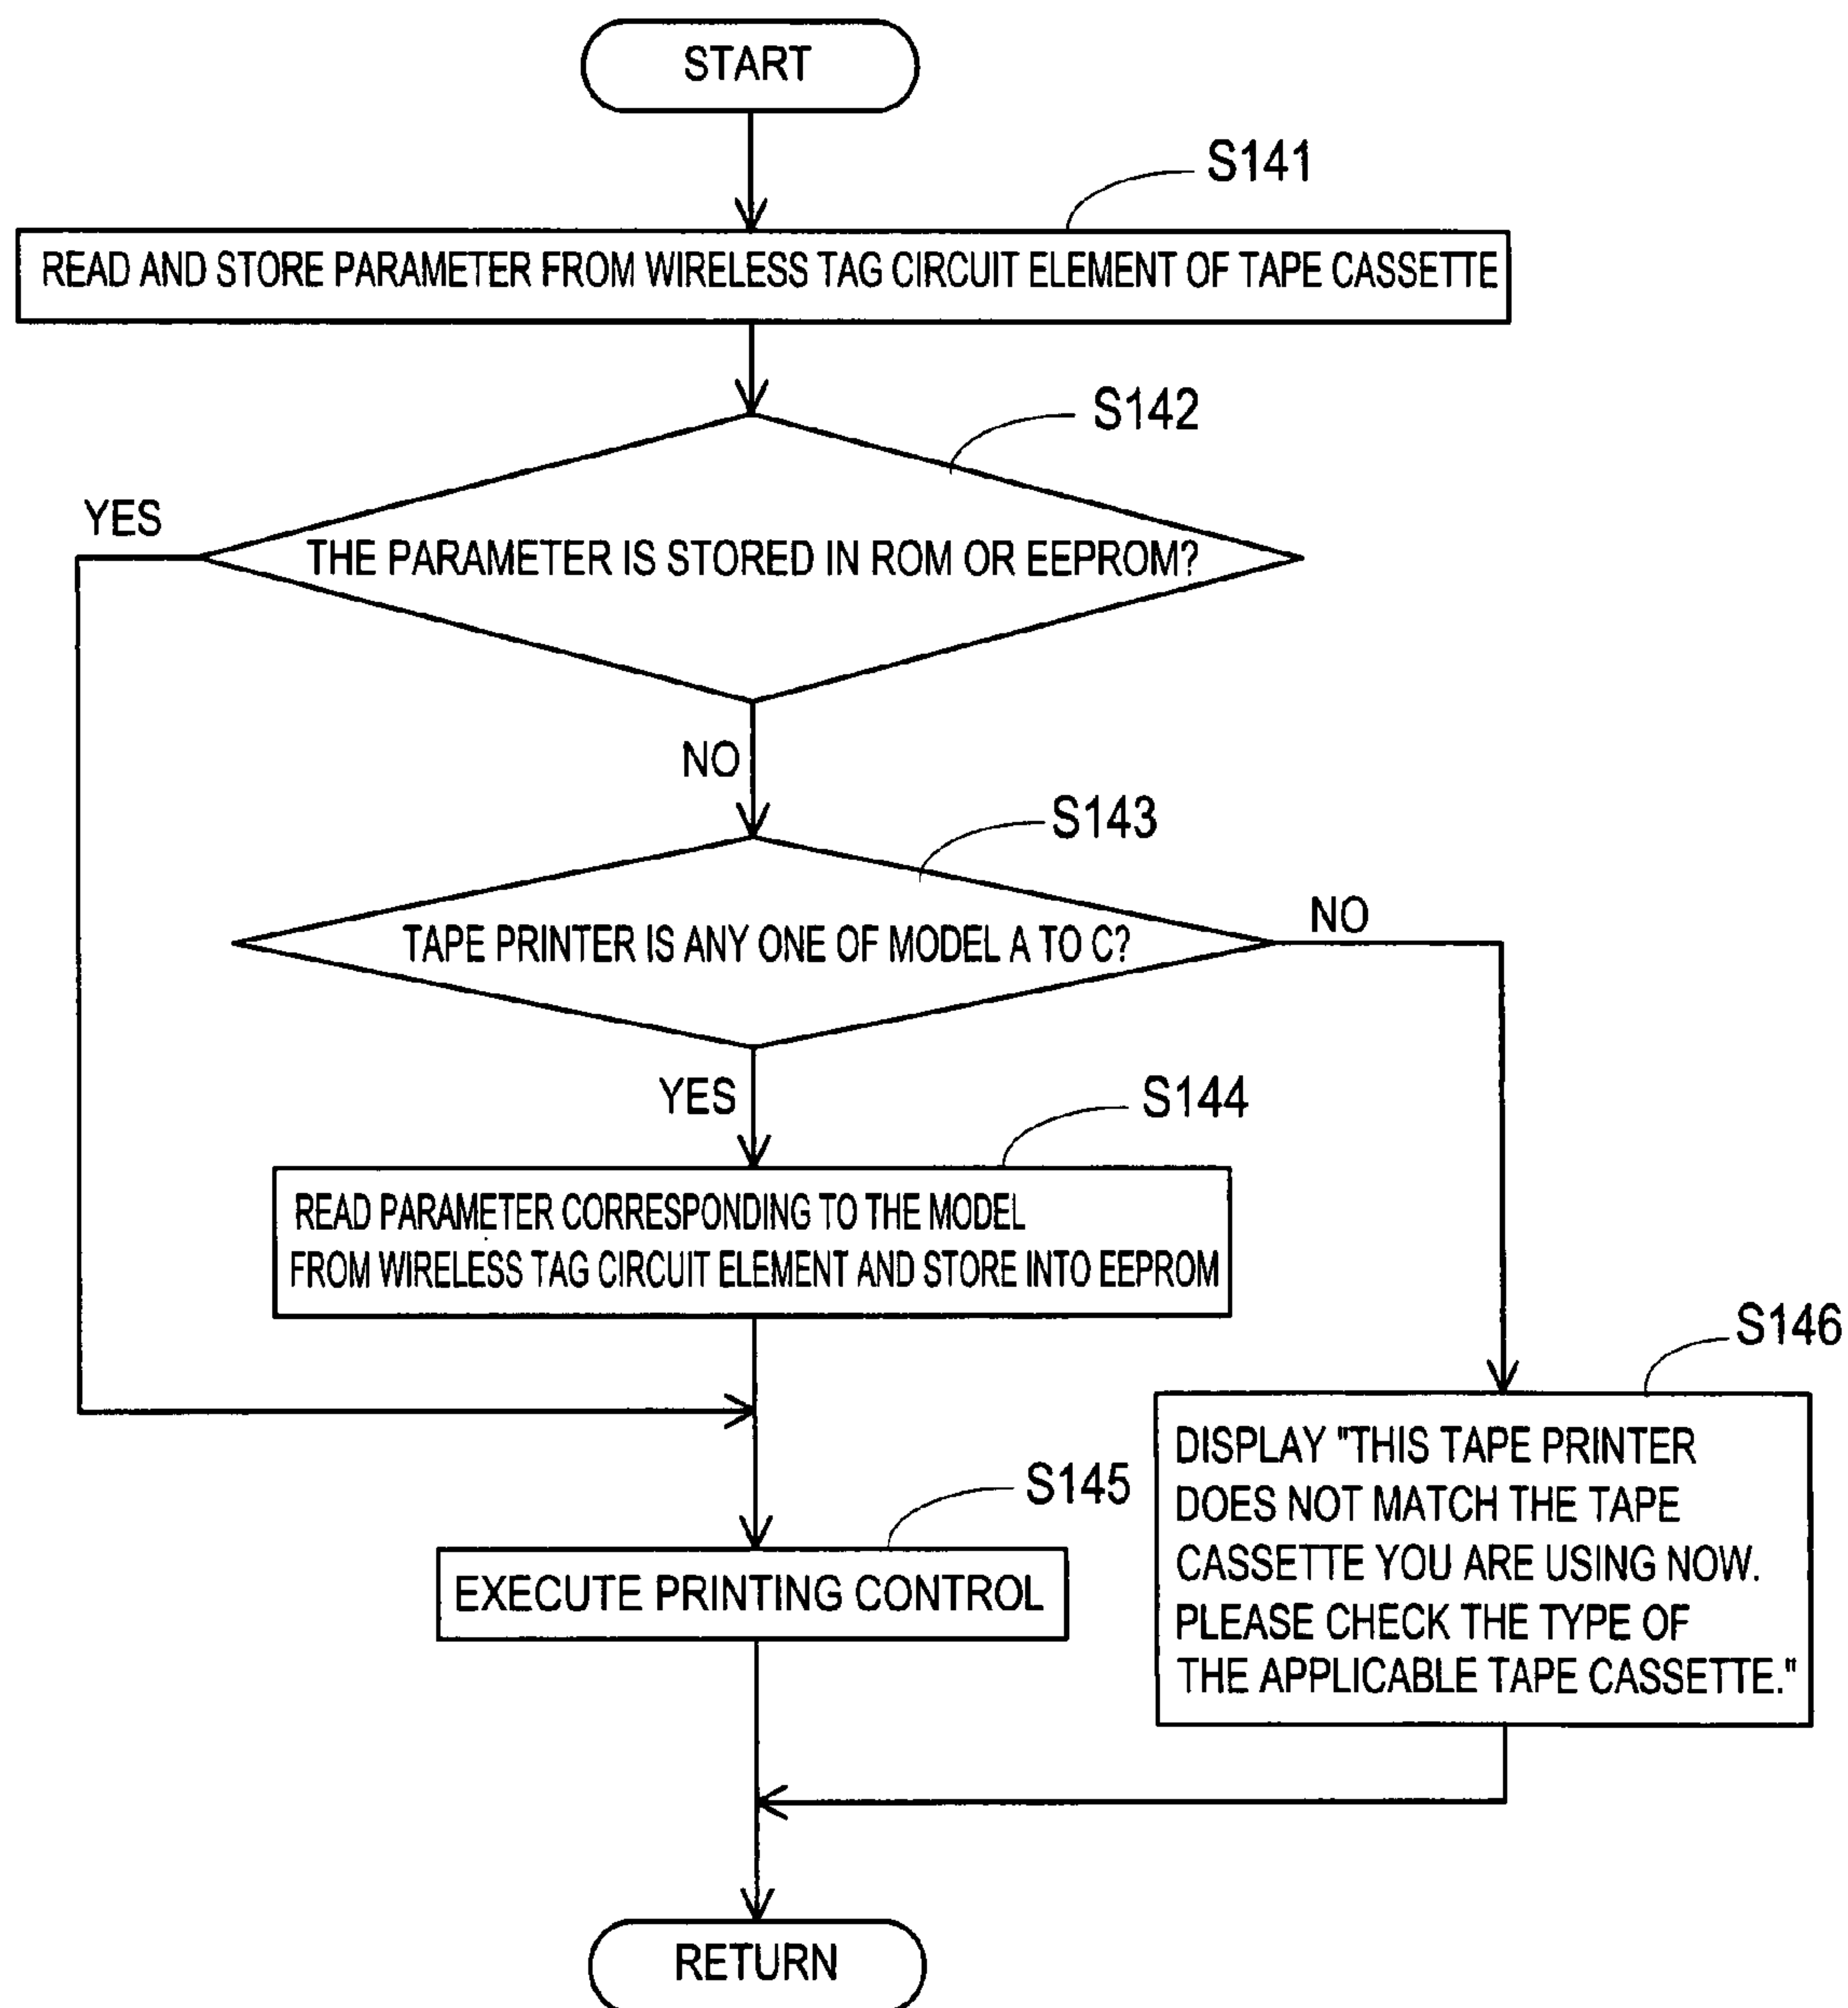 START
S141
READ AND STORE PARAMETER FROM WIRELESS TAG CIRCUIT ELEMENT OF TAPE CASSETTE
S142
YES
THE PARAMETER IS STORED IN ROM OR EEPROM?
NO
S143
NO
TAPE PRINTER IS ANY ONE OF MODEL A TO C?
YES
S144
READ PARAMETER CORRESPONDING TO THE MODEL
FROM WIRELESS TAG CIRCUIT ELEMENT AND STORE INTO EEPROM
S146
DISPLAY "THIS TAPE PRINTER
DOES NOT MATCH THE TAPE
CASSETTE YOU ARE USING NOW.
PLEASE CHECK THE TYPE OF
THE APPLICABLE TAPE CASSETTE."
S145
EXECUTE PRINTING CONTROL
RETURN